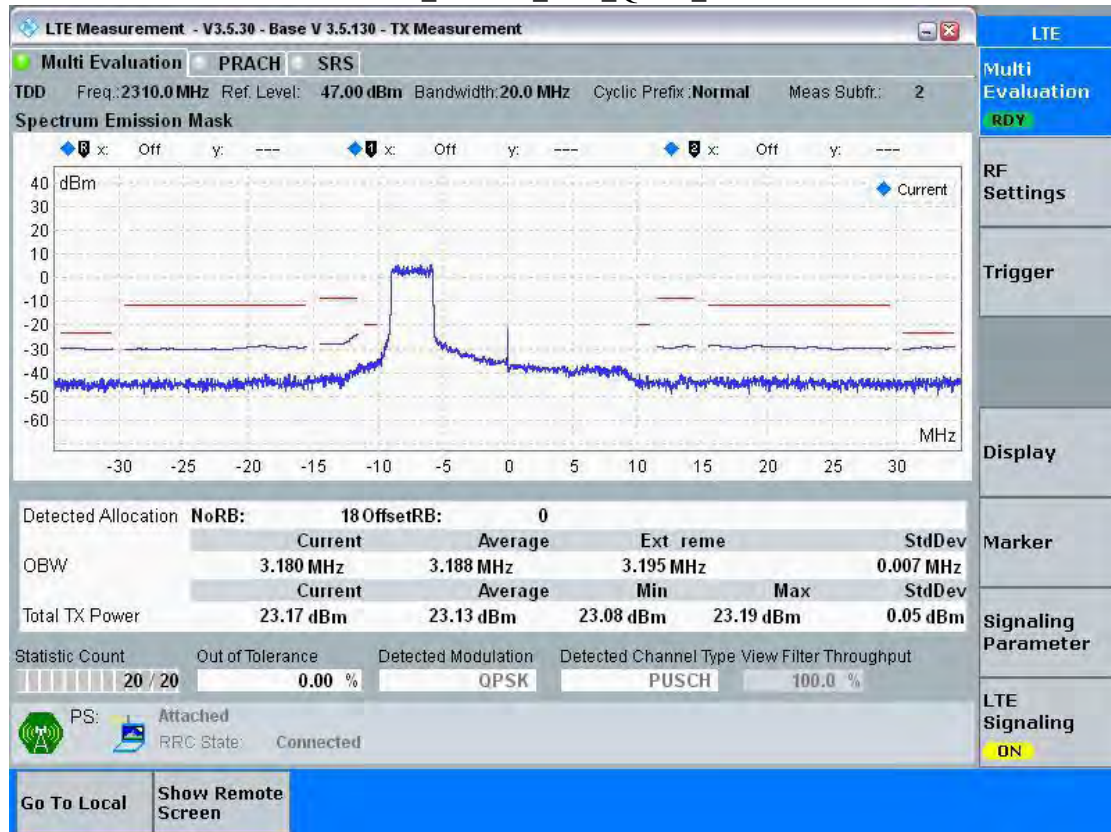 LTE Measurement - V3.5.30 - Base V 3.5.130 - TX Measurement
LTE
Multi Evaluation PRACH SRS
Multi Evaluation
RDY
TDD Freq.:2310.0 MHz Ref. Level: 47.00 dBm Bandwidth:20.0 MHz Cyclic Prefix :Normal Meas Subfr.: 2
Spectrum Emission Mask
R x: Off y: --- 1 x: Off y: --- 2 x: Off y: ---
dBm
Current
40
30
20
10
0
-10
-20
-30
-40
-50
-60
MHz
-30 -25 -20 -15 -10 -5 0 5 10 15 20 25 30
RF Settings
Trigger
Display
Marker
Signaling Parameter
LTE Signaling
ON
Detected Allocation NoRB: 18 OffsetRB: 0
Current Average Ext reme StdDev
OBW 3.180 MHz 3.188 MHz 3.195 MHz 0.007 MHz
Current Average Min Max StdDev
Total TX Power 23.17 dBm 23.13 dBm 23.08 dBm 23.19 dBm 0.05 dBm
Statistic Count Out of Tolerance Detected Modulation Detected Channel Type View Filter Throughput
20 / 20 0.00 % QPSK PUSCH 100.0 %
PS: Attached
RRC State: Connected
Go To Local Show Remote Screen